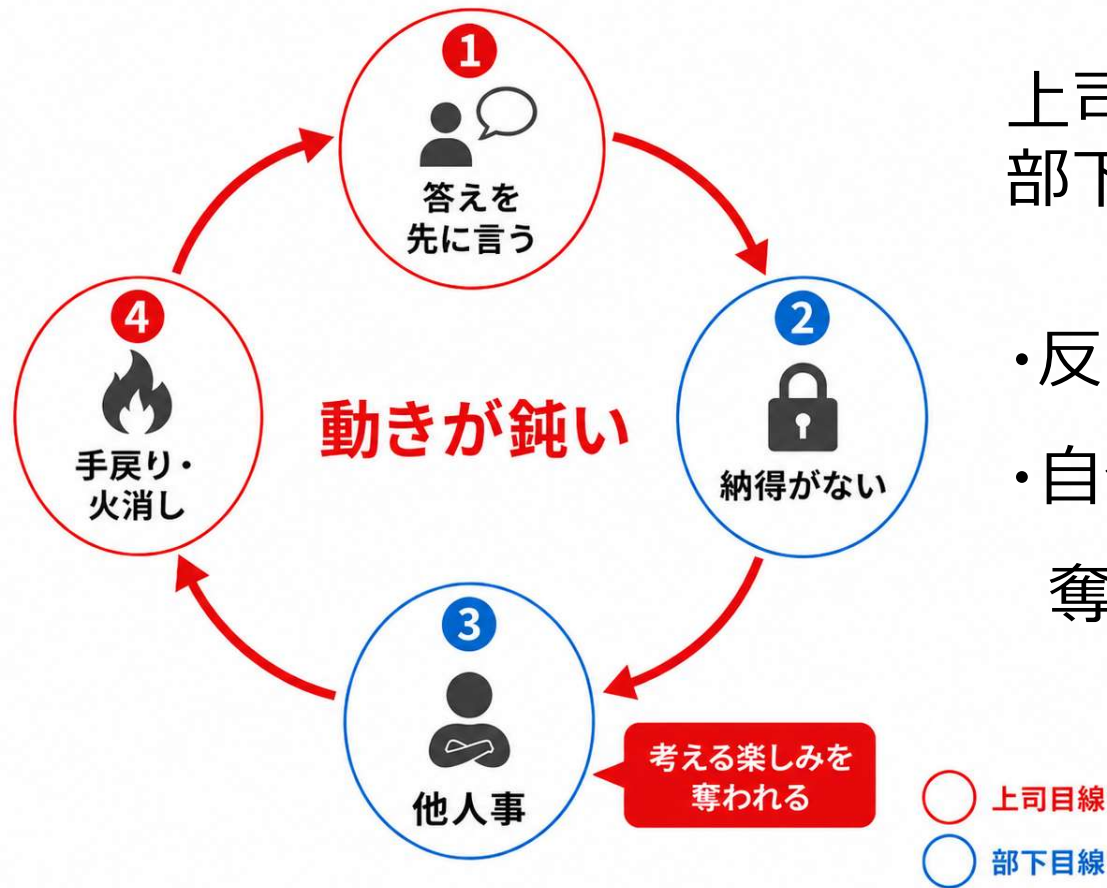 1
答えを
先に言う
2
納得がない
3
他人事
考える楽しみを
奪われる
4
手戻り・
火消し
動きが鈍い
上司
部下
・反
・自
奪
上司目線
部下目線